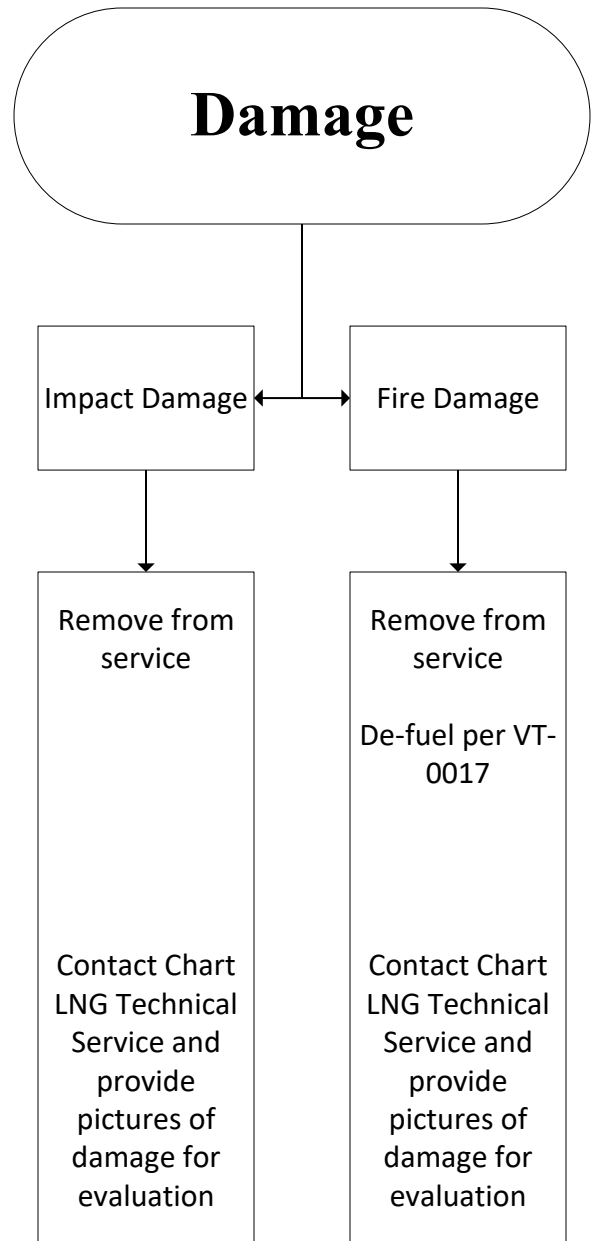 Damage
Impact Damage
Fire Damage
Remove from
service
Contact Chart
LNG Technical
Service and
provide
pictures of
damage for
evaluation
Remove from
service
De-fuel per VT-
0017
Contact Chart
LNG Technical
Service and
provide
pictures of
damage for
evaluation